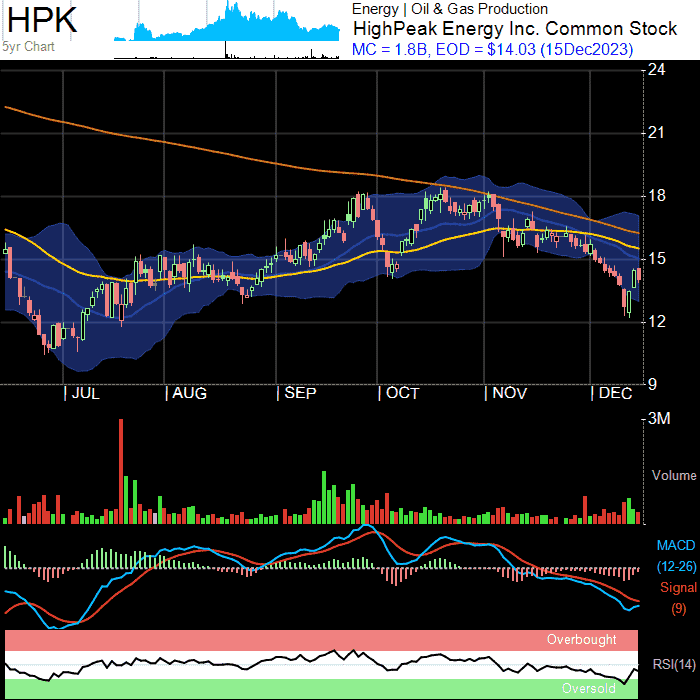 HPK
5yr Chart
Energy | Oil & Gas Production
HighPeak Energy Inc. Common Stock
MC = 1.8B, EOD = $14.03 (15Dec2023)
24
21
18
15
12
9
| JUL | AUG | SEP | OCT | NOV | DEC
3M
Volume
MACD
(12-26)
Signal
(9)
Overbought
RSI(14)
Oversold